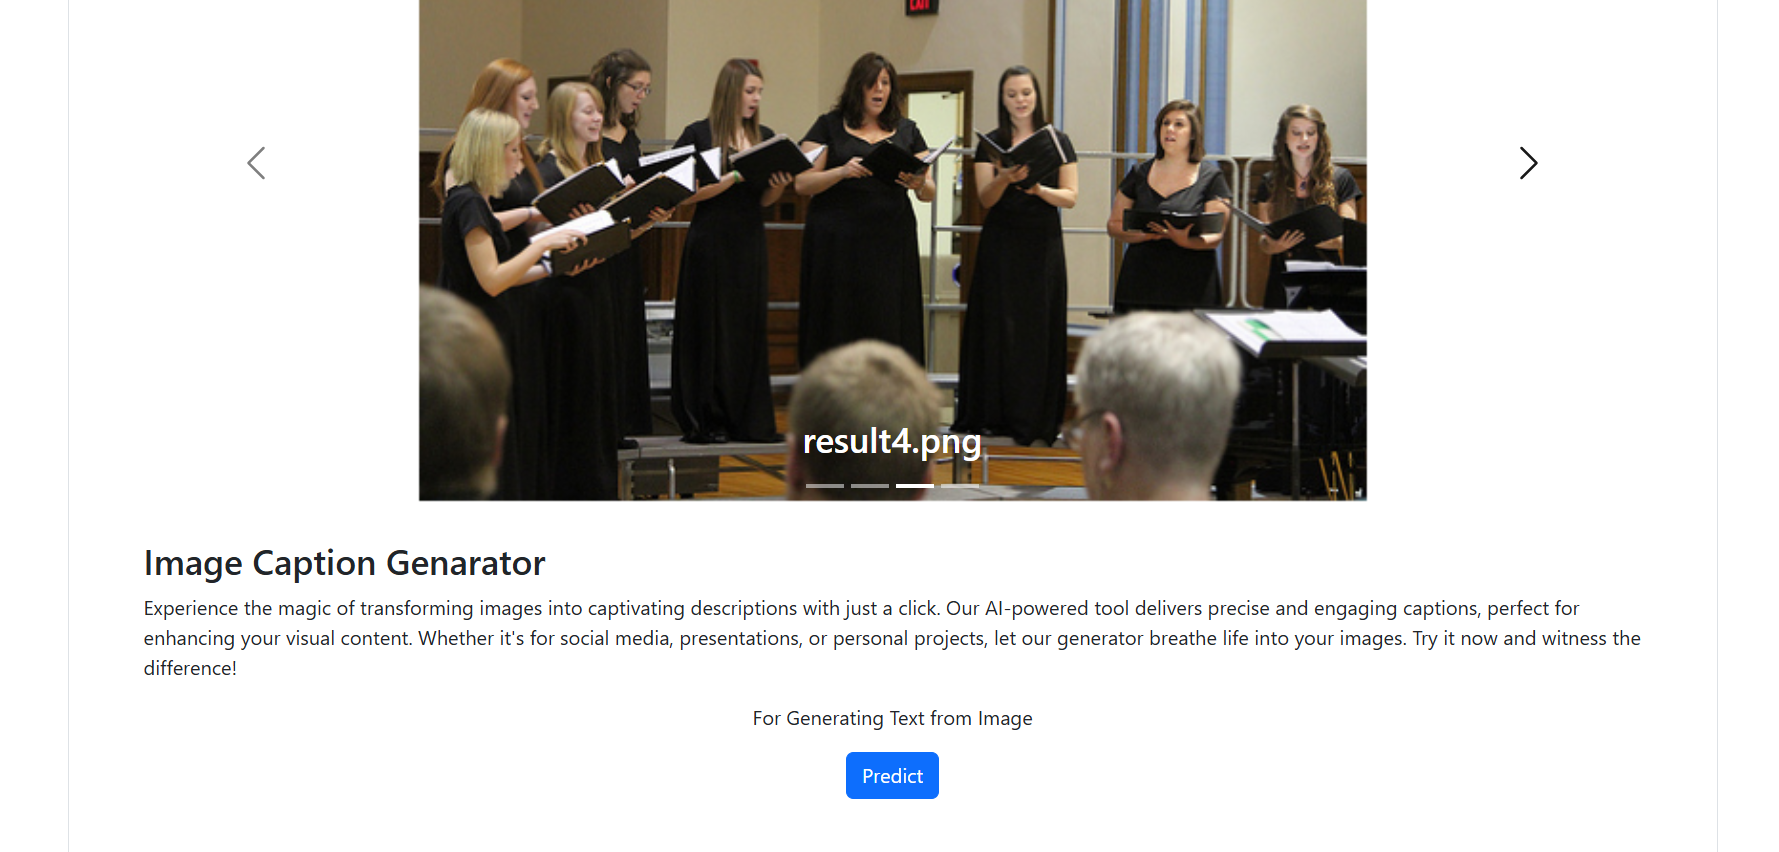 EXIT
result4.png
Image Caption Genarator
Experience the magic of transforming images into captivating descriptions with just a click. Our AI-powered tool delivers precise and engaging captions, perfect for
enhancing your visual content. Whether it's for social media, presentations, or personal projects, let our generator breathe life into your images. Try it now and witness the
difference!
For Generating Text from Image
Predict